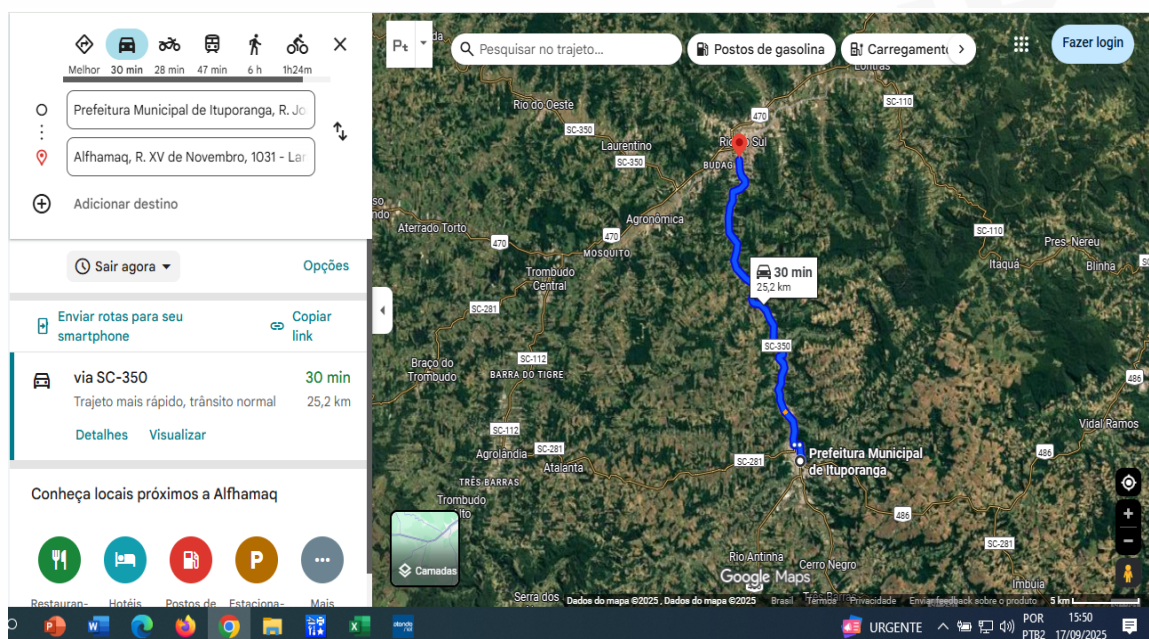 Melhor
30 min
28 min
47 min
6 h
1h24m
Prefeitura Municipal de Ituporanga, R. Jo
Alfhamaq, R. XV de Novembro, 1031 - Lar
Adicionar destino
Sair agora
Opções
Enviar rotas para seu
smartphone
Copiar
link
via SC-350
30 min
Trajeto mais rápido, trânsito normal
25,2 km
Detalhes
Visualizar
Conheça locais próximos a Alfhamaq
Restauran-
Hotéis
Postos de
Estaciona-
Mais
Pesquisar no trajeto...
Postos de gasolina
Carregament
Fazer login
Lontras
Rio do Oeste
SC-110
470
SC-350
Laurentino
Rio do Sul
SC-350
BUDAG
Agronômica
Aterrado Torto
470
470
MOSQUITO
SC-110
Pres. Nereu
Itaquá
Blinha
Trombudo
Central
30 min
25,2 km
SC-281
SC-350
Braço do
Trombudo
SC-112
BARRA DO TIGRE
486
Vidal Ramos
SC-112
Agrolândia
SC-281
Atalanta
SC-281
Prefeitura Municipal
de Ituporanga
486
TRÊS BARRAS
Trombudo
Alto
486
SC-281
Camadas
Rio Antinha
Cerro Negro
Google Maps
Imbuia
Serra dos
Três Barras
Dados do mapa ©2025 , Dados do mapa ©2025
Brasil
Termos
Privacidade
Enviar feedback sobre o produto
5 km
URGENTE
POR
PTB2
15:50
17/09/2025